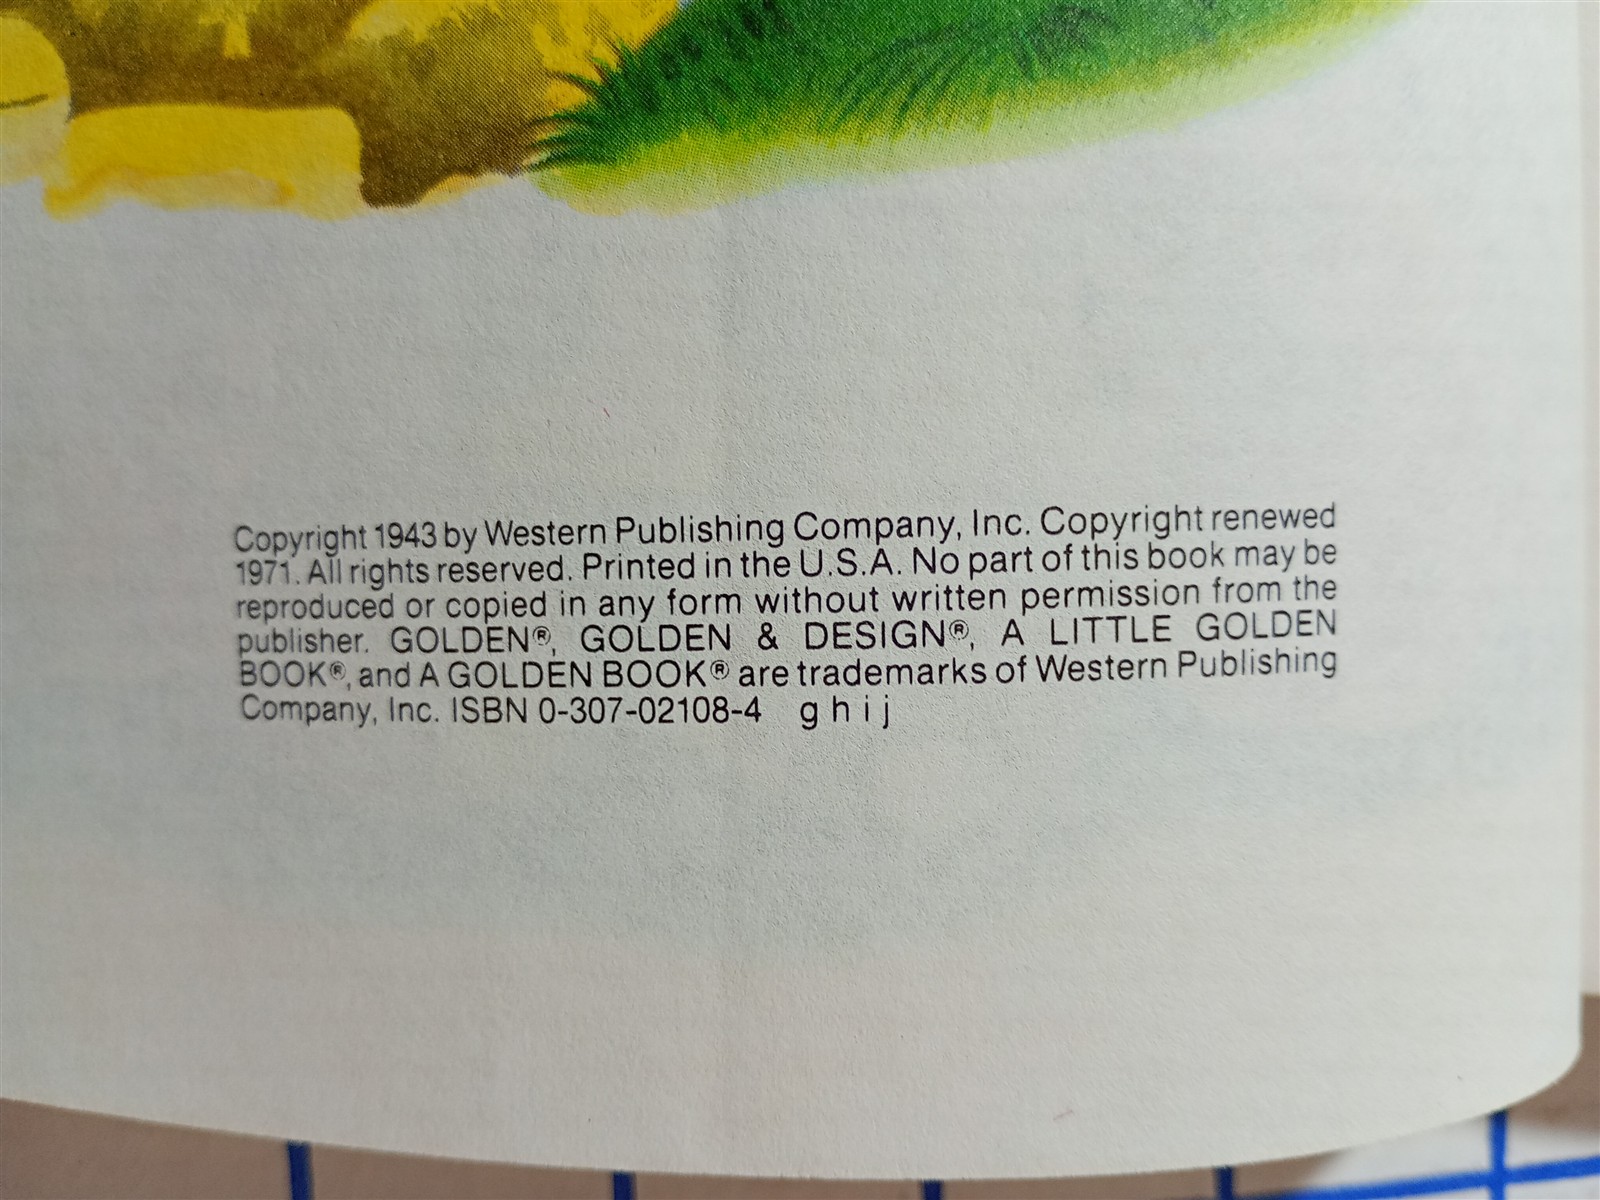 Copyright 1943 by Western Publishing Company, Inc. Copyright renewed
1971. All rights reserved. Printed in the U.S.A. No part of this book may be
reproduced or copied in any form without written permission from the
publisher. GOLDEN®, GOLDEN & DESIGN®, A LITTLE GOLDEN
BOOK®, and A GOLDEN BOOK® are trademarks of Western Publishing
Company, Inc. ISBN 0-307-02108-4 g h i j